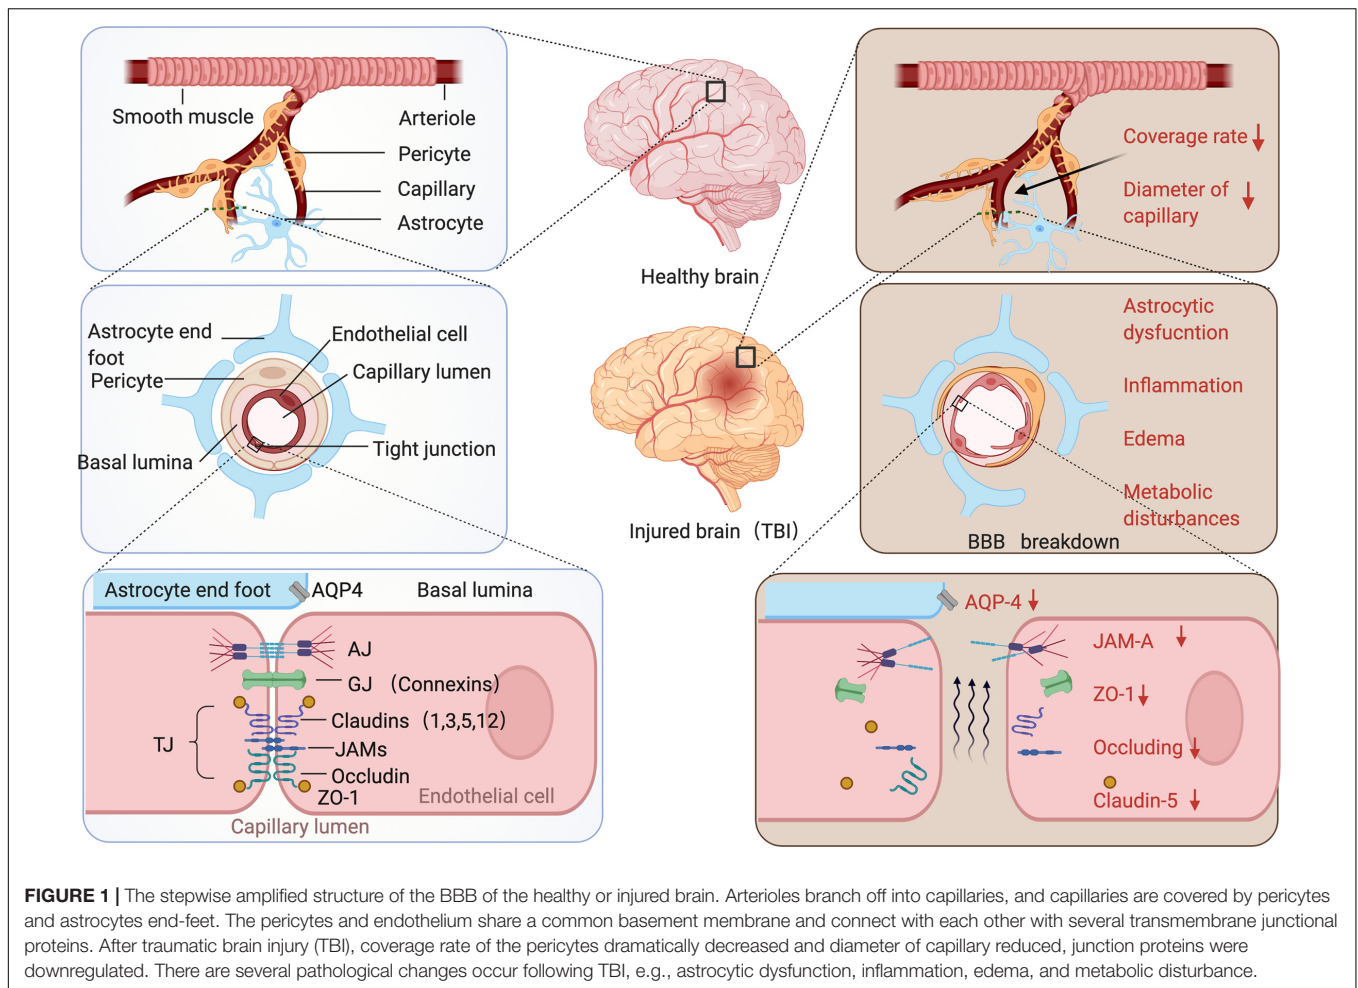 Smooth muscle
Arteriole
Pericyte
Capillary
Astrocyte
Healthy brain
Coverage rate
Diameter of
capillary
Astrocyte end
foot
Pericyte
Basal lumina
Endothelial cell
Capillary lumen
Tight junction
Injured brain（TBI）
Astrocytic
dysfucntion
Inflammation
Edema
Metabolic
disturbances
BBB breakdown
Astrocyte end foot
AQP4
Basal lumina
AJ
GJ （Connexins）
Claudins（1,3,5,12）
TJ
JAMs
Occludin
ZO-1
Endothelial cell
Capillary lumen
AQP-4
JAM-A
ZO-1
Occluding
Claudin-5
FIGURE 1 | The stepwise amplified structure of the BBB of the healthy or injured brain. Arterioles branch off into capillaries, and capillaries are covered by pericytes
and astrocytes end-feet. The pericytes and endothelium share a common basement membrane and connect with each other with several transmembrane junctional
proteins. After traumatic brain injury (TBI), coverage rate of the pericytes dramatically decreased and diameter of capillary reduced, junction proteins were
downregulated. There are several pathological changes occur following TBI, e.g., astrocytic dysfunction, inflammation, edema, and metabolic disturbance.